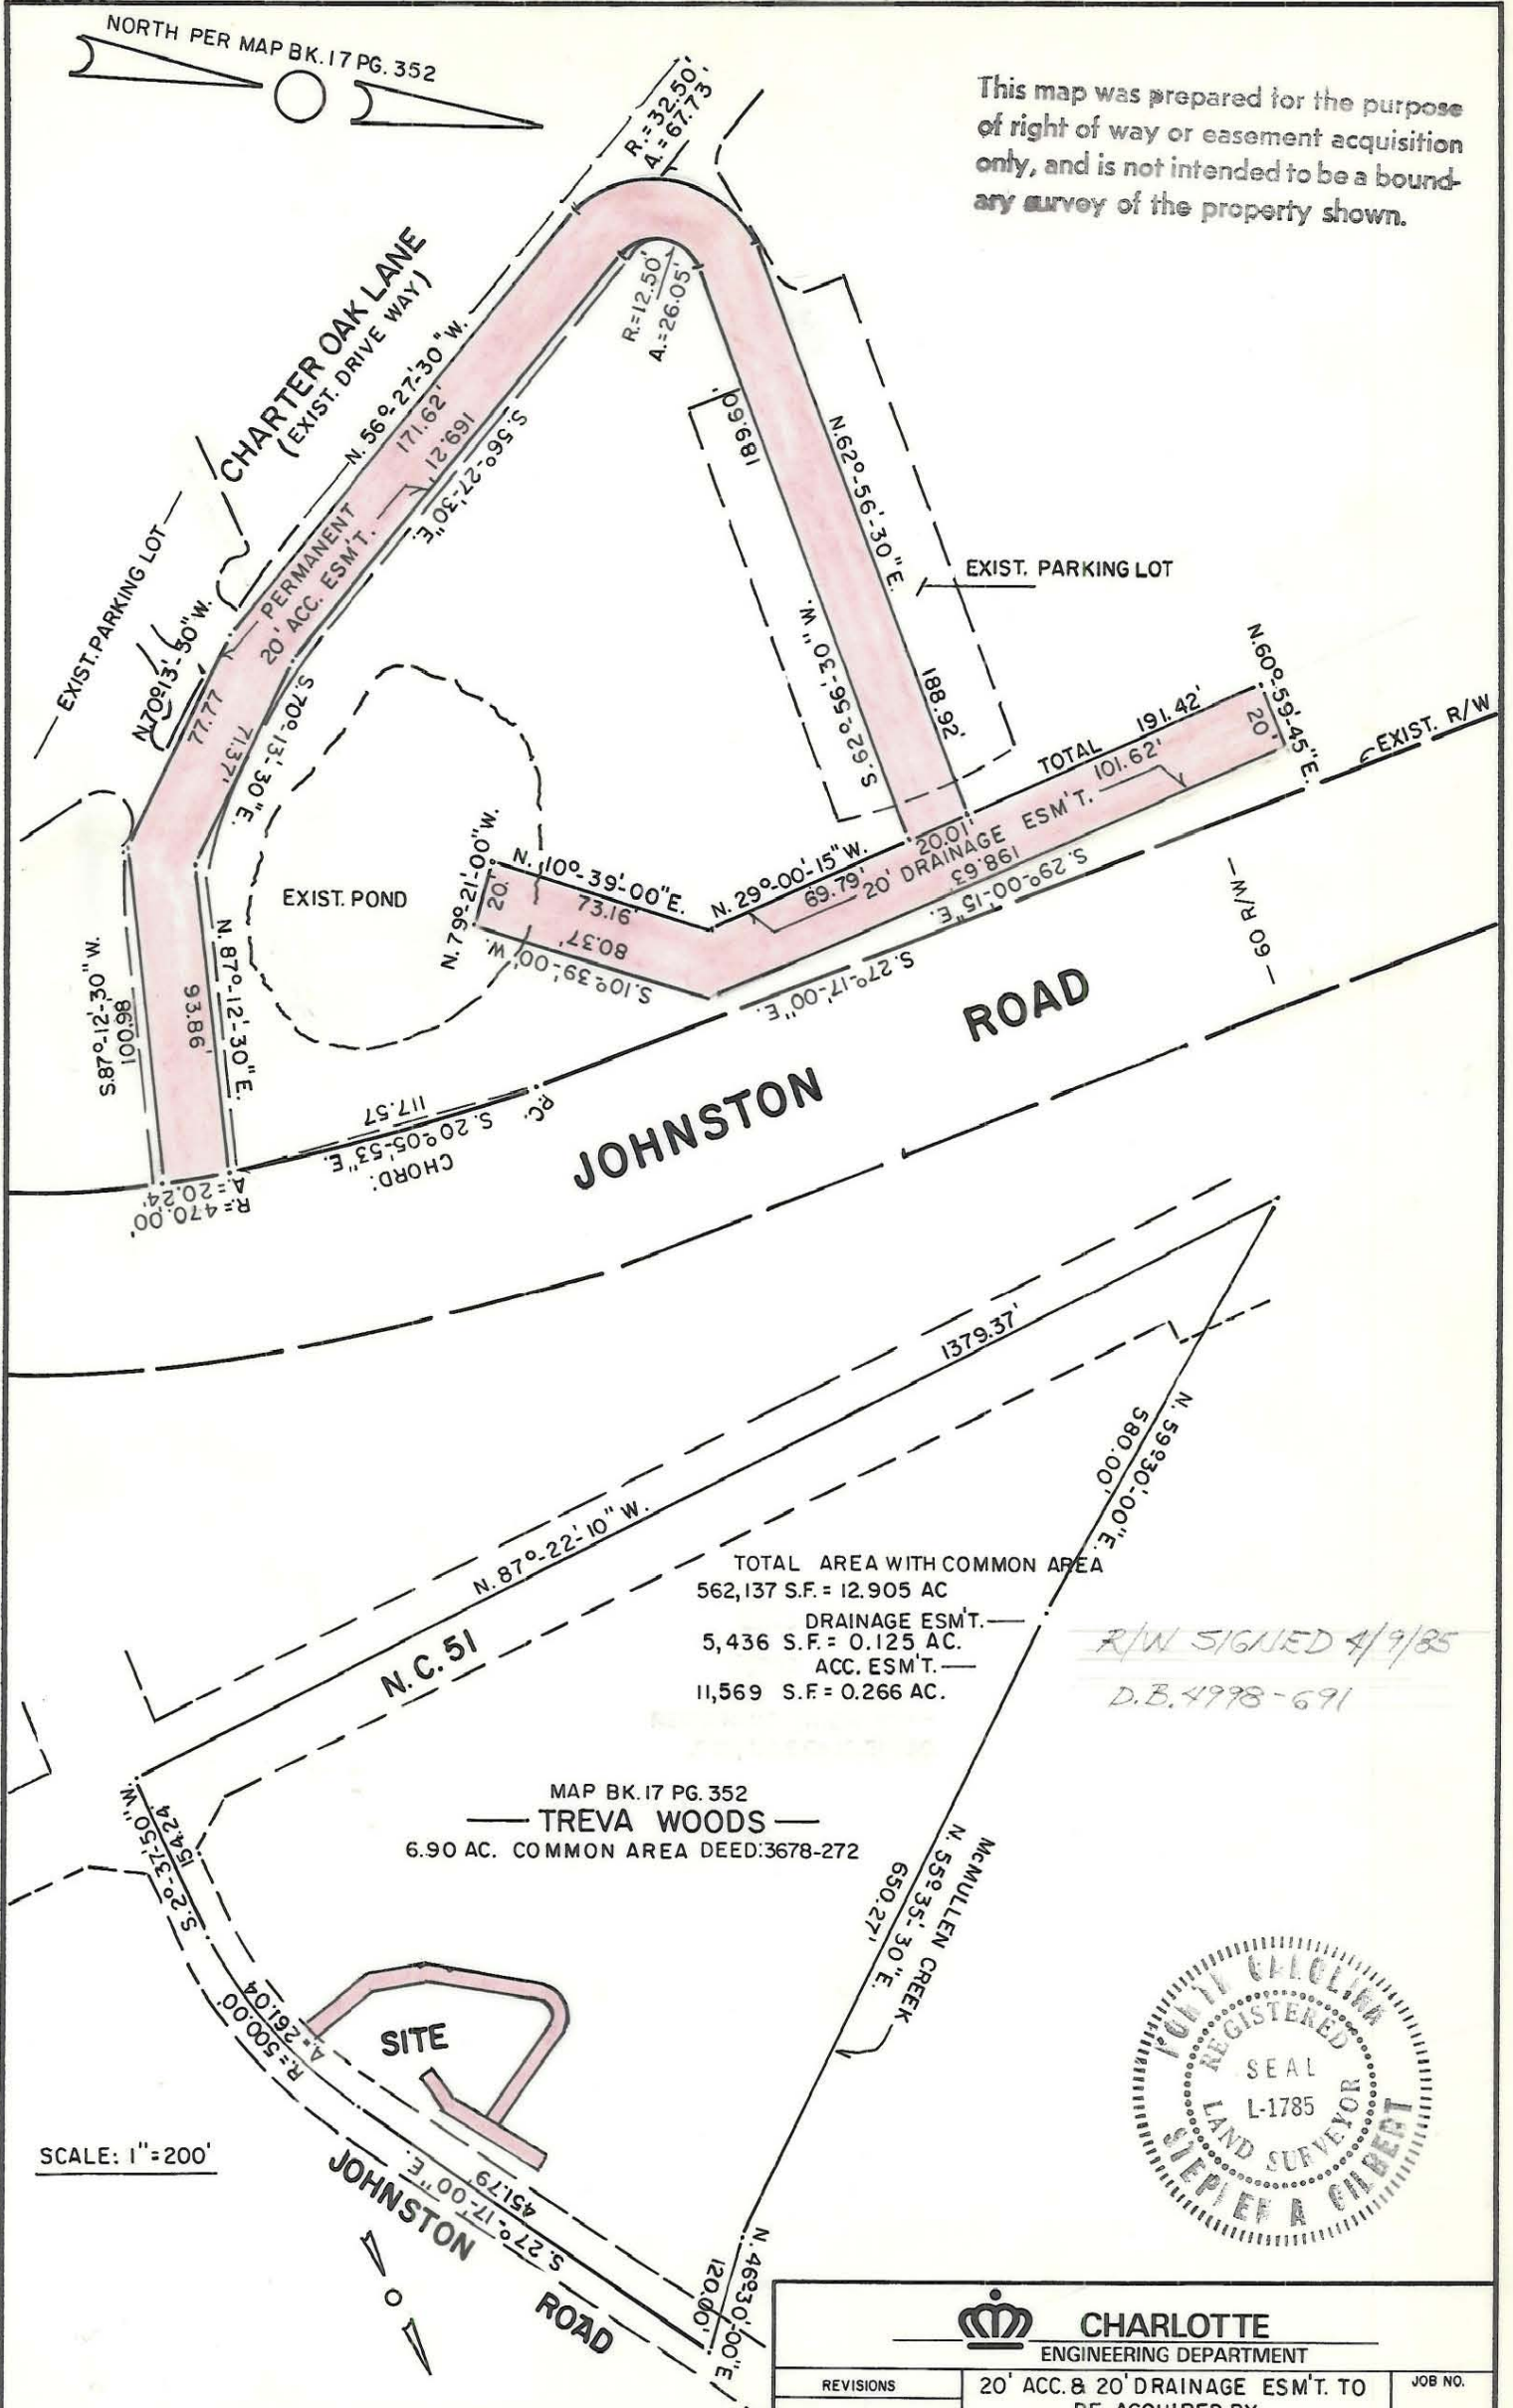 NORTH PER MAP BK. 17 PG. 352
This map was prepared for the purpose
of right of way or easement acquisition
only, and is not intended to be a bound-
ary survey of the property shown.
R.=32.50'
A.=67.73'
CHARTER OAK LANE
(EXIST. DRIVE WAY)
R.=12.50'
A.=26.05'
N. 56°-27'-30"W.
171.62'
169.21'
S. 56°-27'-30"E.
189.60'
N. 62°-56'-30"E.
EXIST. PARKING LOT
PERMANENT
20' ACC. ESM'T.
EXIST. PARKING LOT
N.70°13'-30"W.
77.77
71.37'
S.70°-13'-30"E.
S.62°-56'-30"W.
188.92'
N.60°-59'-45"E.
20'
TOTAL 191.42'
101.62'
EXIST. R/W
EXIST. POND
N.79°-21'-00"W.
20.'
N. 10°-39'-00"E.
73.16'
80.37'
S.10°-39'-00"W.
N. 29°-00'-15"W.
20.01'
69.79'
20' DRAINAGE ESM'T.
198.63
S. 29°-00'-15"E.
S. 27°-17'-00"E.
60 R/W
S.87°-12'-30"W.
100.98
93.86'
N. 87°-12'-30"E.
R.=470.00'
A.=20.24'
CHORD:
S. 20°05'-53"E.
117.57
P.C.
JOHNSTON ROAD
1379.37'
N. 59°30'-00"E.
580.00'
N. 87°-22'-10"W.
N.C. 51
TOTAL AREA WITH COMMON AREA
562,137 S.F. = 12.905 AC
DRAINAGE ESM'T.—
5,436 S.F. = 0.125 AC.
ACC. ESM'T.—
11,569 S.F. = 0.266 AC.
R/W SIGNED 4/9/85
D.B. 4998-691
MAP BK. 17 PG. 352
— TREVA WOODS —
6.90 AC. COMMON AREA DEED:3678-272
S. 2°-37'-50"W.
154.24'
McMULLEN CREEK
N. 55°35'-30"E.
650.27'
R.=500.00'
A.=261.04
SITE
SCALE: 1"=200'
S.27°-17'-00"E.
451.79'
JOHNSTON ROAD
N. 46°30'-00"E
120.00'
NORTH CAROLINA
REGISTERED
SEAL
L-1785
LAND SURVEYOR
STEPHEN A GILBERT
CHARLOTTE
ENGINEERING DEPARTMENT
REVISIONS
20' ACC. & 20' DRAINAGE ESM'T. TO
BE ACQUIRED BY
JOB NO.